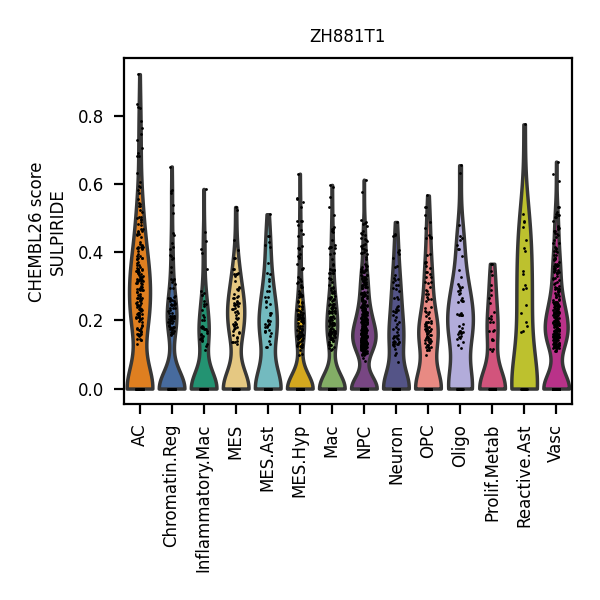 ZH881T1
CHEMBL26 score
SULPIRIDE
0.8
0.6
0.4
0.2
0.0
AC
Chromatin.Reg
Inflammatory.Mac
MES
MES.Ast
MES.Hyp
Mac
NPC
Neuron
OPC
Oligo
Prolif.Metab
Reactive.Ast
Vasc